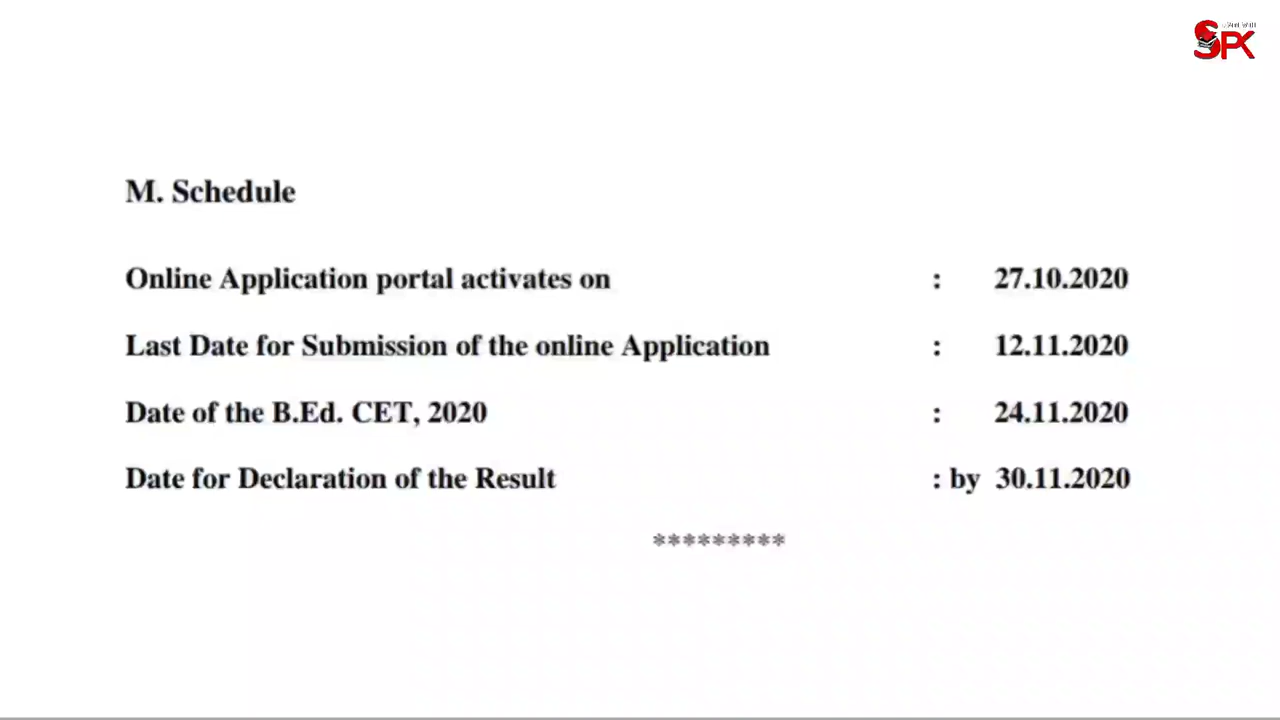 SPK
M. Schedule
Online Application portal activates on : 27.10.2020
Last Date for Submission of the online Application : 12.11.2020
Date of the B.Ed. CET, 2020 : 24.11.2020
Date for Declaration of the Result : by 30.11.2020
*********